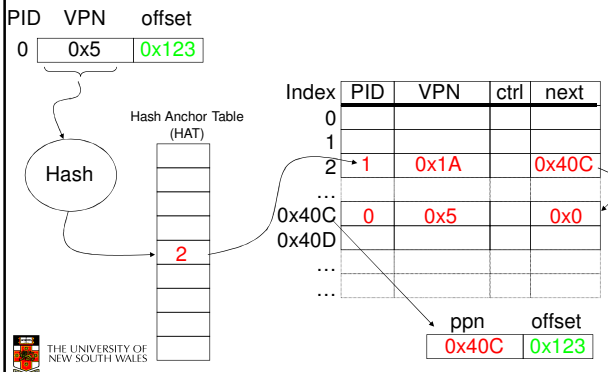 PID VPN offset
0 0x5 0x123
Hash
Hash Anchor Table
(HAT)
2
Index PID VPN ctrl next
0
1
2 1 0x1A 0x40C
...
0x40C 0 0x5 0x0
0x40D
...
...
ppn offset
0x40C 0x123
THE UNIVERSITY OF
NEW SOUTH WALES